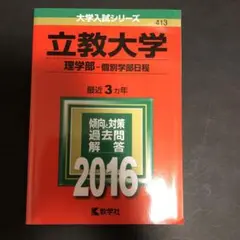 大学入試シリーズ
413
立教大学
理学部-個別学部日程
最近3ヵ年
傾向と対策
過去問
解答
2016
教学社